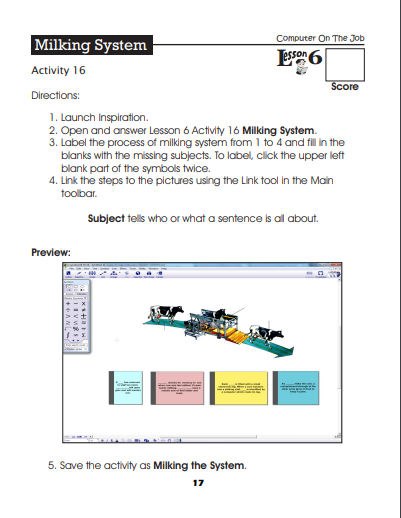 Milking System
Computer On The Job
Lesson 6
Activity 16
Score
Directions:
1. Launch Inspiration.
2. Open and answer Lesson 6 Activity 16 Milking System.
3. Label the process of milking system from 1 to 4 and fill in the
blanks with the missing subjects. To label, click the upper left
blank part of the symbols twice.
4. Link the steps to the pictures using the Link tool in the Main
toolbar.
Subject tells who or what a sentence is all about.
Preview:
5. Save the activity as Milking the System.
17